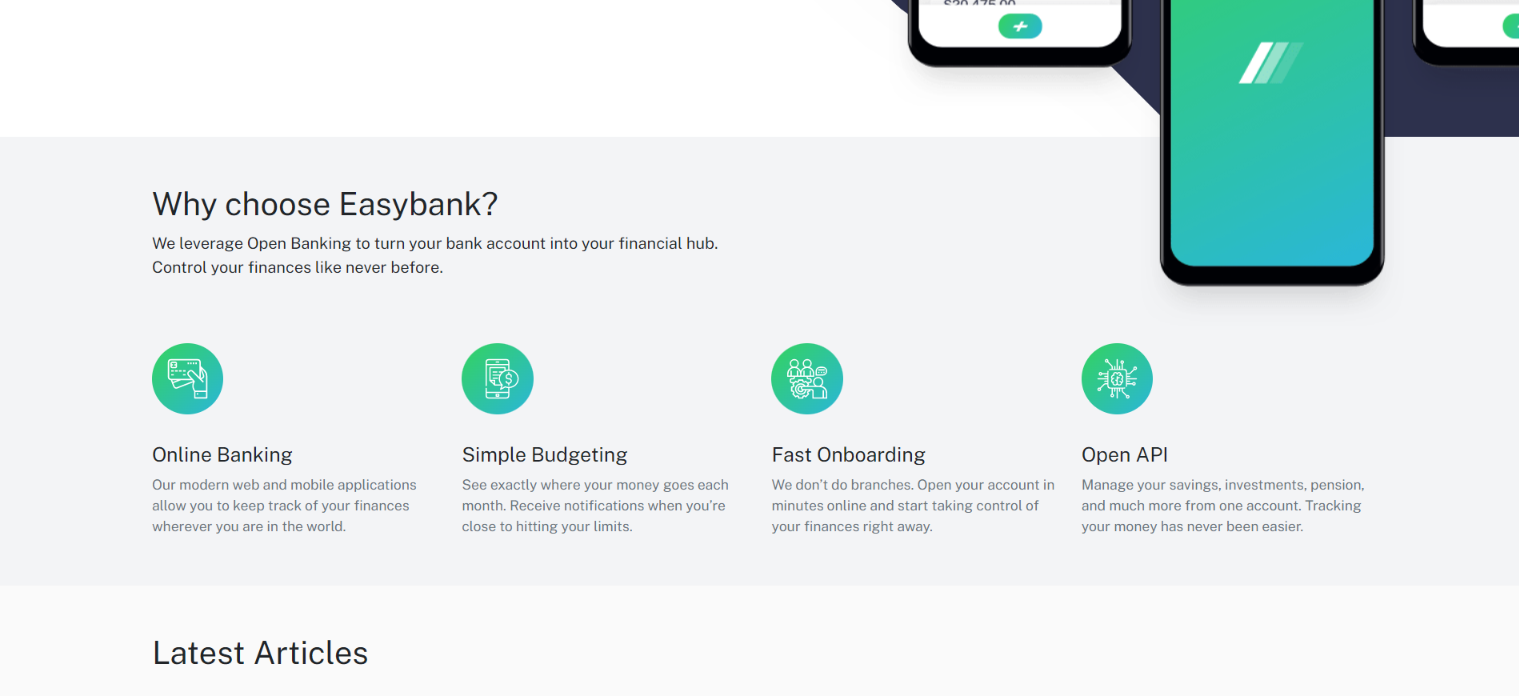 $20,475.00
Why choose Easybank?
We leverage Open Banking to turn your bank account into your financial hub.
Control your finances like never before.
Online Banking
Our modern web and mobile applications
allow you to keep track of your finances
wherever you are in the world.
Simple Budgeting
See exactly where your money goes each
month. Receive notifications when you’re
close to hitting your limits.
Fast Onboarding
We don’t do branches. Open your account in
minutes online and start taking control of
your finances right away.
Open API
Manage your savings, investments, pension,
and much more from one account. Tracking
your money has never been easier.
Latest Articles